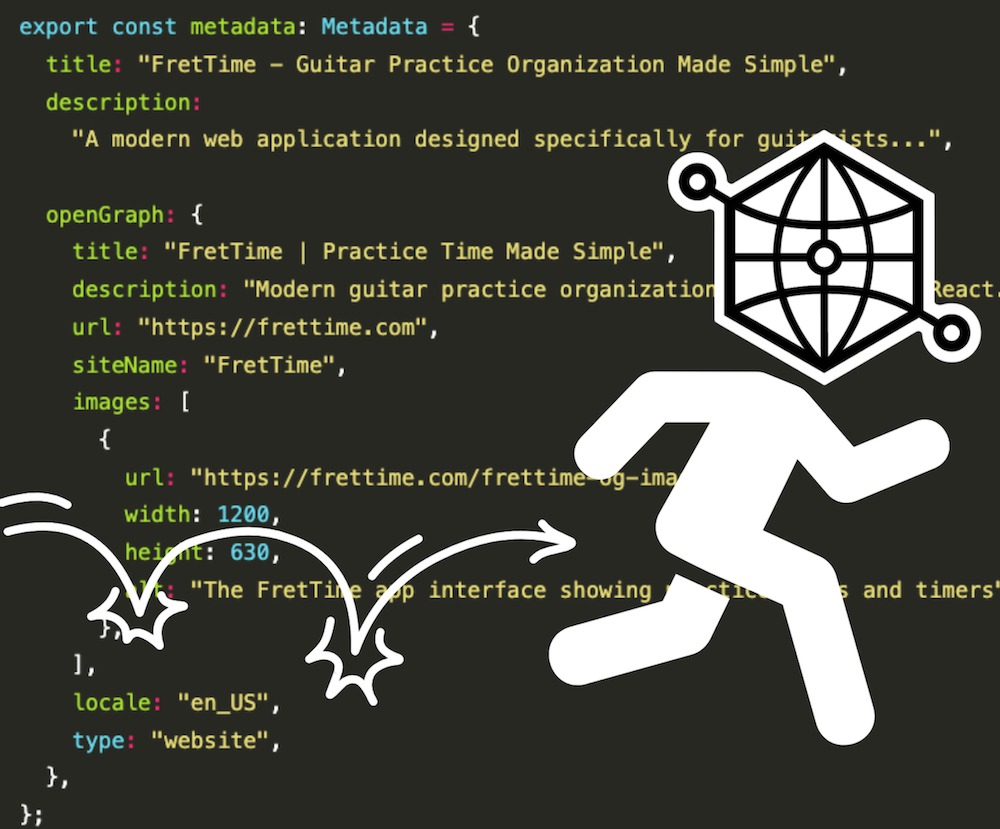 export const metadata: Metadata = {
title: "FretTime – Guitar Practice Organization Made Simple",
description:
"A modern web application designed specifically for guitarists...",
openGraph: {
title: "FretTime | Practice Time Made Simple",
description: "Modern guitar practice organization React.
url: "https://frettime.com",
siteName: "FretTime",
images: [
{
url: "https://frettime.com/frettime-og-ima
width: 1200,
height: 630,
alt: "The FretTime app interface showing and timers"
},
],
locale: "en_US",
type: "website",
},
};